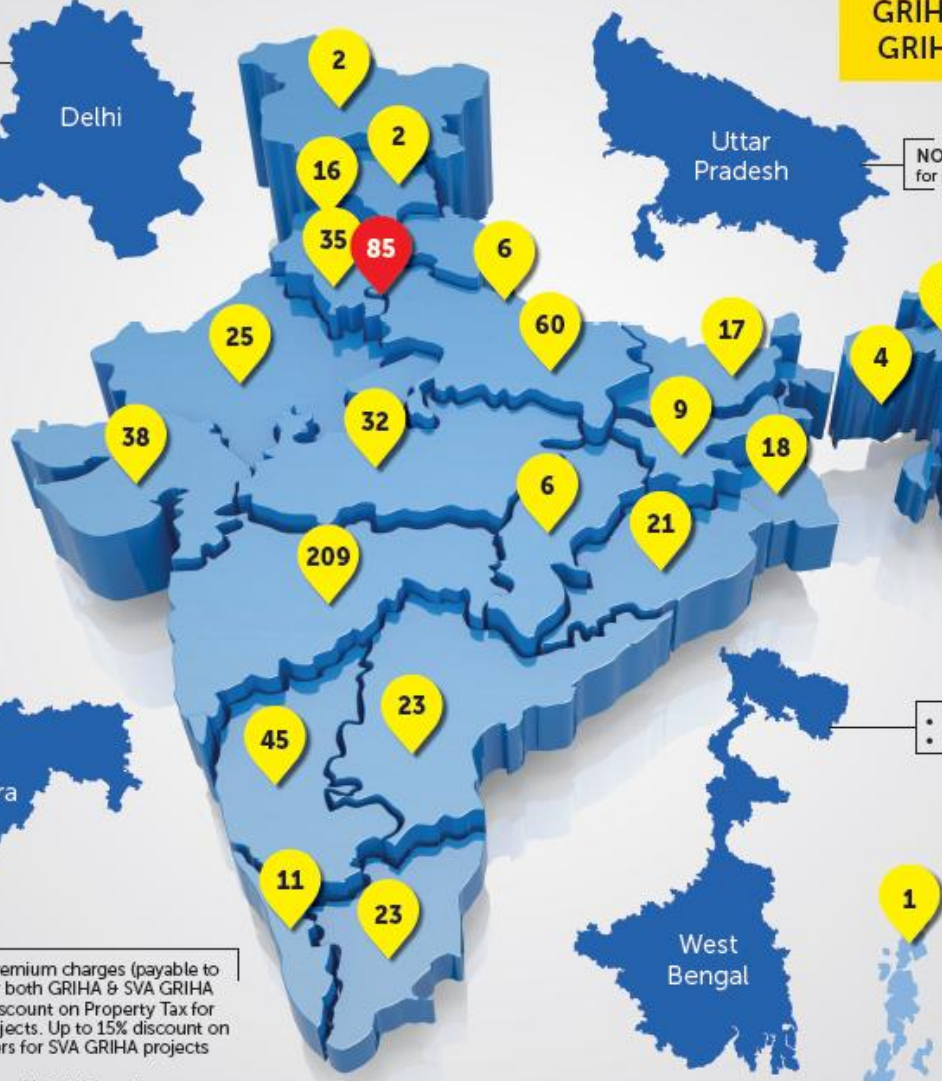 GRIH
GRIH
2
Delhi
2
Uttar
Pradesh
NO
for
16
35
85
6
25
60
17
4
38
32
9
18
6
21
209
23
45
ra
:
11
23
1
West
Bengal
emium charges (payable to
both GRIHA & SVA GRIHA
scount on Property Tax for
jects. Up to 15% discount on
rs for SVA GRIHA projects